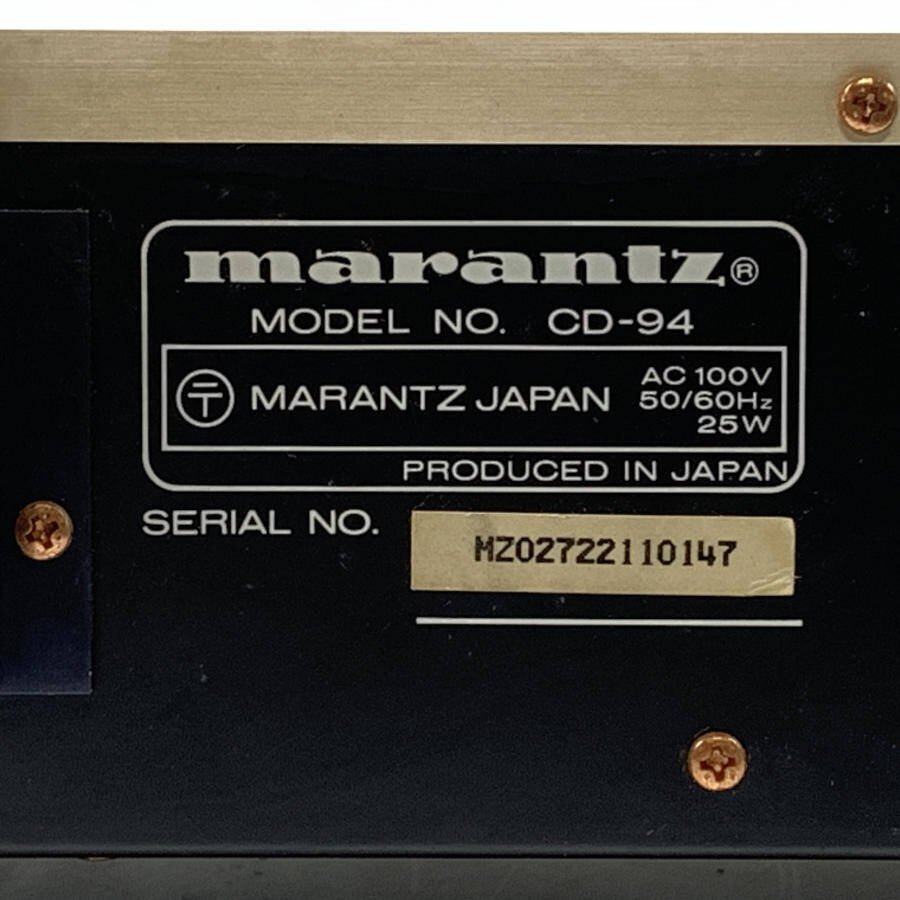 marantz®
MODEL NO. CD-94
〒 MARANTZ JAPAN
AC 100V
50/60Hz
25W
PRODUCED IN JAPAN
SERIAL NO. MZ02722110147